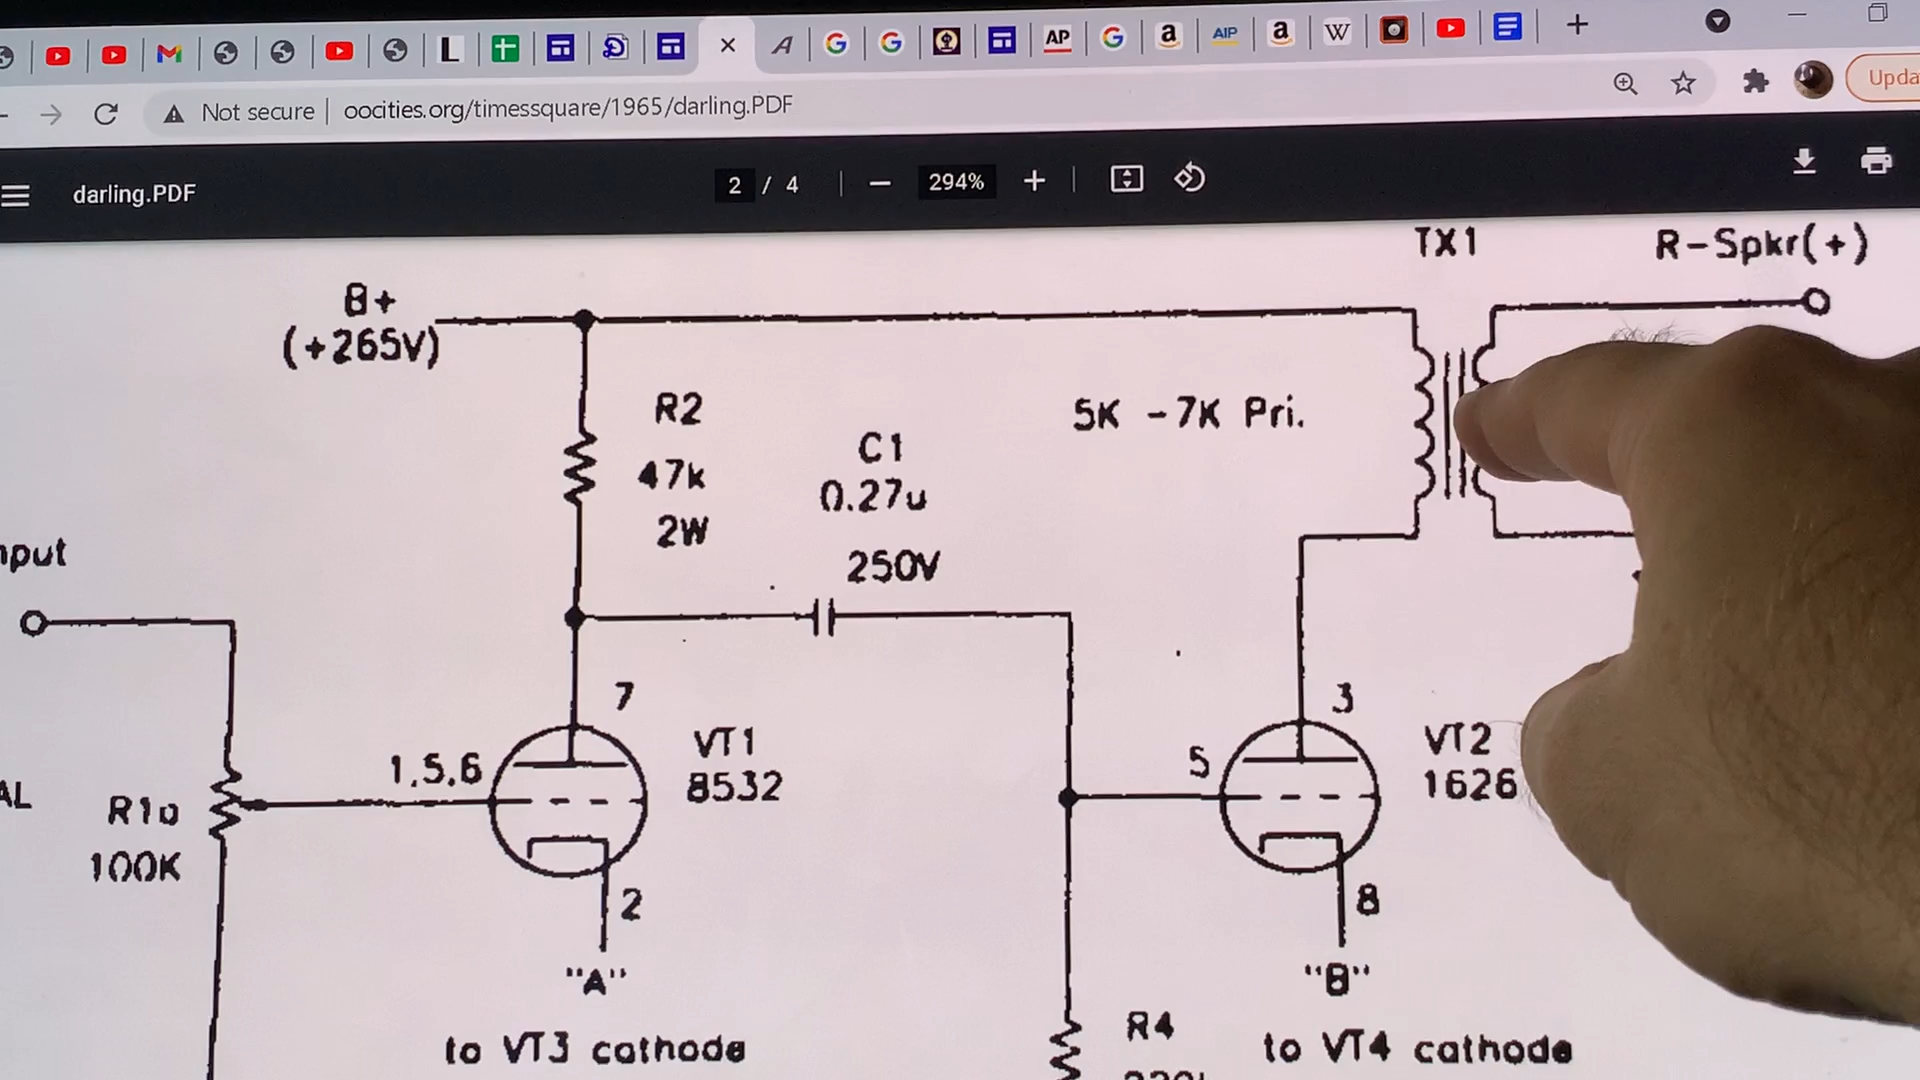 L
A
AP
a
AIP
a
W
Not secure
oocities.org/timessquare/1965/darling.PDF
darling.PDF
2 / 4
294%
TX1
R-Spkr(+)
B+
(+265V)
R2
47k
2W
C1
0.27u
250V
5K -7K Pri.
7
VT1
8532
1,5,6
R1a
100K
2
"A"
to VT3 cathode
3
5
VT2
1626
8
"B"
to VT4 cathode
R4